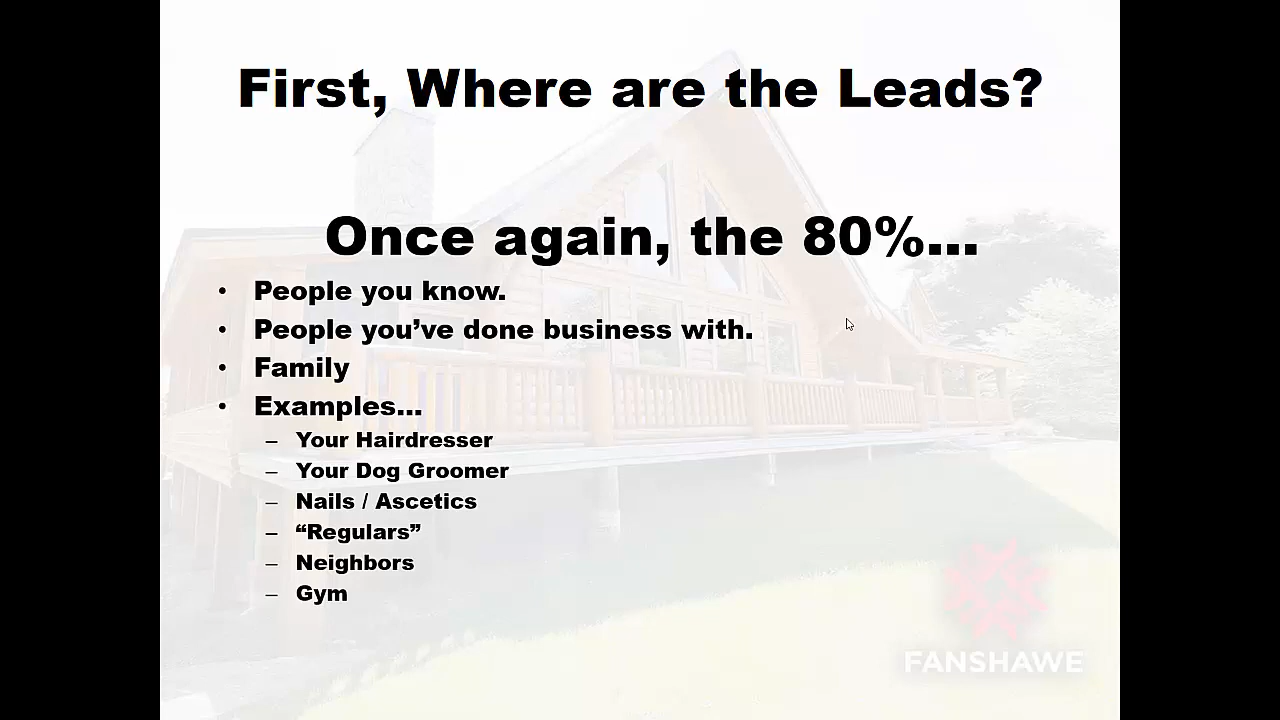 First, Where are the Leads?
Once again, the 80%...
• People you know.
• People you’ve done business with.
• Family
• Examples...
– Your Hairdresser
– Your Dog Groomer
– Nails / Ascetics
– “Regulars”
– Neighbors
– Gym
FANSHAWE